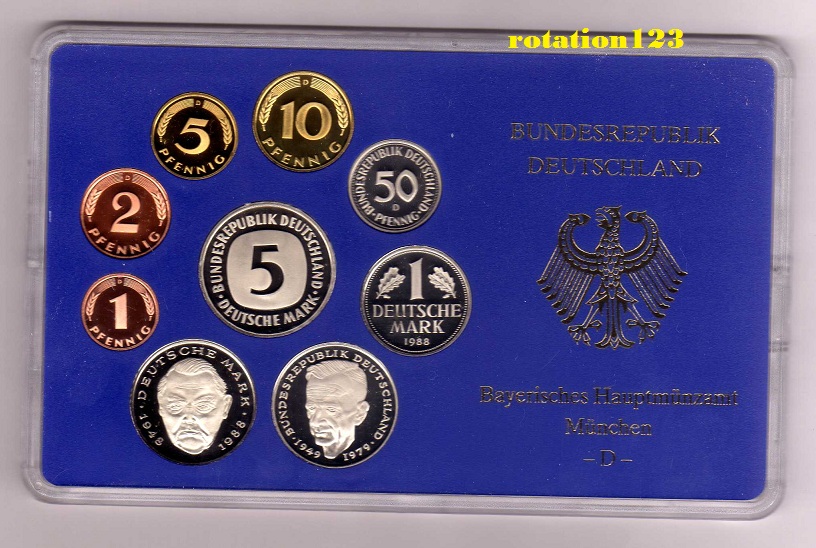 rotation123
BUNDESREPUBLIK
DEUTSCHLAND
Bayerisches Hauptmünzamt
München
– D –
D
5
PFENNIG
D
10
PFENNIG
BUNDESREPUBLIK DEUTSCHLAND
50
D
PFENNIG
D
2
PFENNIG
BUNDESREPUBLIK DEUTSCHLAND
5
DEUTSCHE MARK
1
DEUTSCHE
MARK
1988
D
1
PFENNIG
DEUTSCHE MARK
1948 1988
BUNDESREPUBLIK DEUTSCHLAND
1949 1979